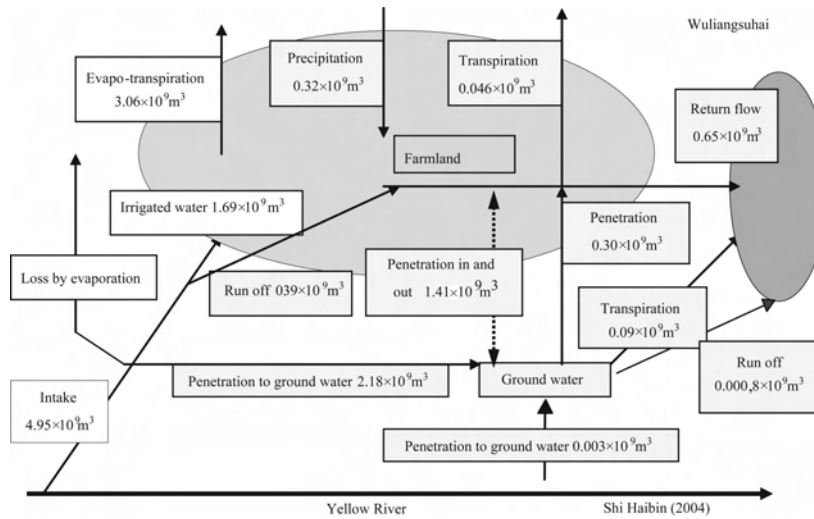 Wuliangsuhai
Evapo-transpiration
3.06×10⁹m³
Precipitation
0.32×10⁹m³
Transpiration
0.046×10⁹m³
Return flow
0.65×10⁹m³
Farmland
Irrigated water 1.69×10⁹m³
Penetration
0.30×10⁹m³
Loss by evaporation
Run off 039×10⁹m³
Penetration in and
out 1.41×10⁹m³
Transpiration
0.09×10⁹m³
Run off
0.000,8×10⁹m³
Penetration to ground water 2.18×10⁹m³
Ground water
Intake
4.95×10⁹m³
Penetration to ground water 0.003×10⁹m³
Yellow River
Shi Haibin (2004)